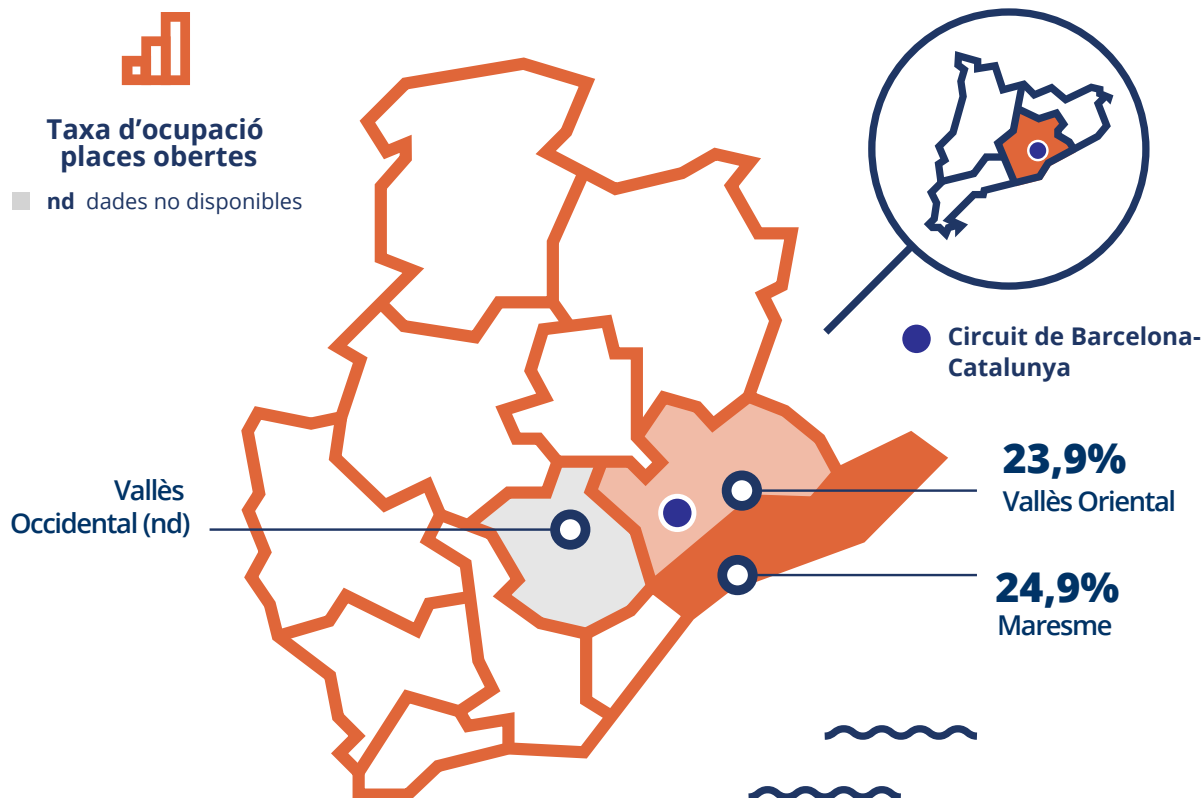 Taxa d’ocupació
places obertes
nd dades no disponibles
Circuit de Barcelona-
Catalunya
23,9%
Vallès Oriental
Vallès
Occidental (nd)
24,9%
Maresme